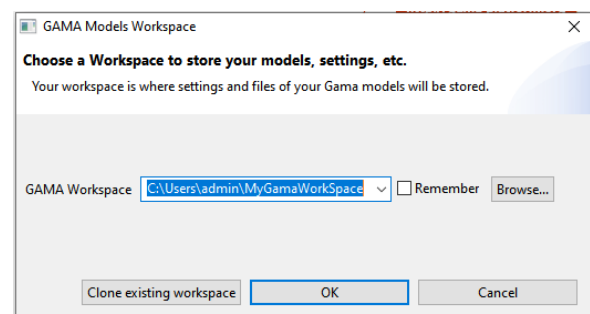 GAMA Models Workspace
Choose a Workspace to store your models, settings, etc.
Your workspace is where settings and files of your Gama models will be stored.
GAMA Workspace C:\Users\admin\MyGamaWorkSpace Remember Browse...
Clone existing workspace OK Cancel